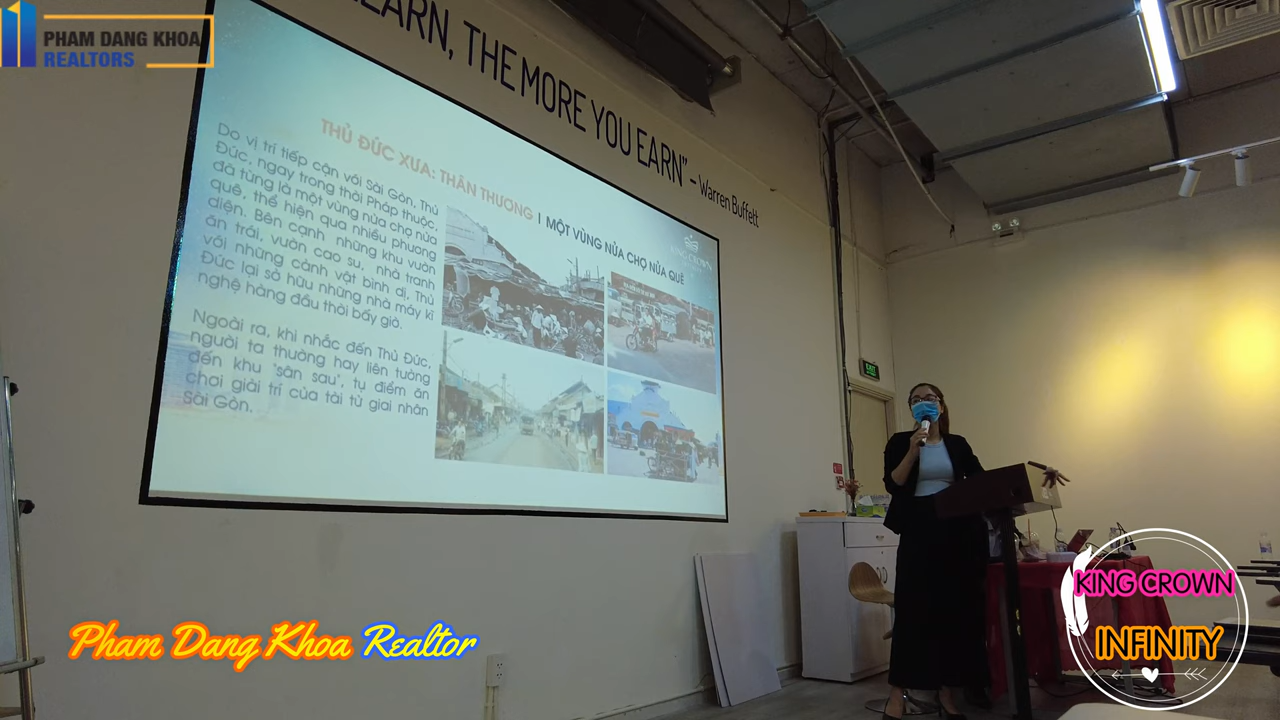 PHAM DANG KHOA
REALTORS
EARN, THE MORE YOU EARN" – Warren Buffett
THỦ ĐỨC XƯA: THÂN THƯƠNG | MỘT VÙNG NỬA CHỢ NỬA QUÊ
KING CROWN
Do vị trí tiếp cận với Sài Gòn, Thủ
Đức, ngay trong thời Pháp thuộc,
đã từng là một vùng nửa chợ nửa
quê, thể hiện qua nhiều phương
diện. Bên cạnh những khu vườn
ăn trái, vườn cao su, nhà tranh
với những cảnh vật bình dị, Thủ
Đức lại sở hữu những nhà máy kĩ
nghệ hàng đầu thời bấy giờ.
Ngoài ra, khi nhắc đến Thủ Đức,
người ta thường hay liên tưởng
đến khu "sân sau", tụ điểm ăn
chơi giải trí của tài tử giai nhân
Sài Gòn.
EXIT
Pham Dang Khoa Realtor
KING CROWN
INFINITY